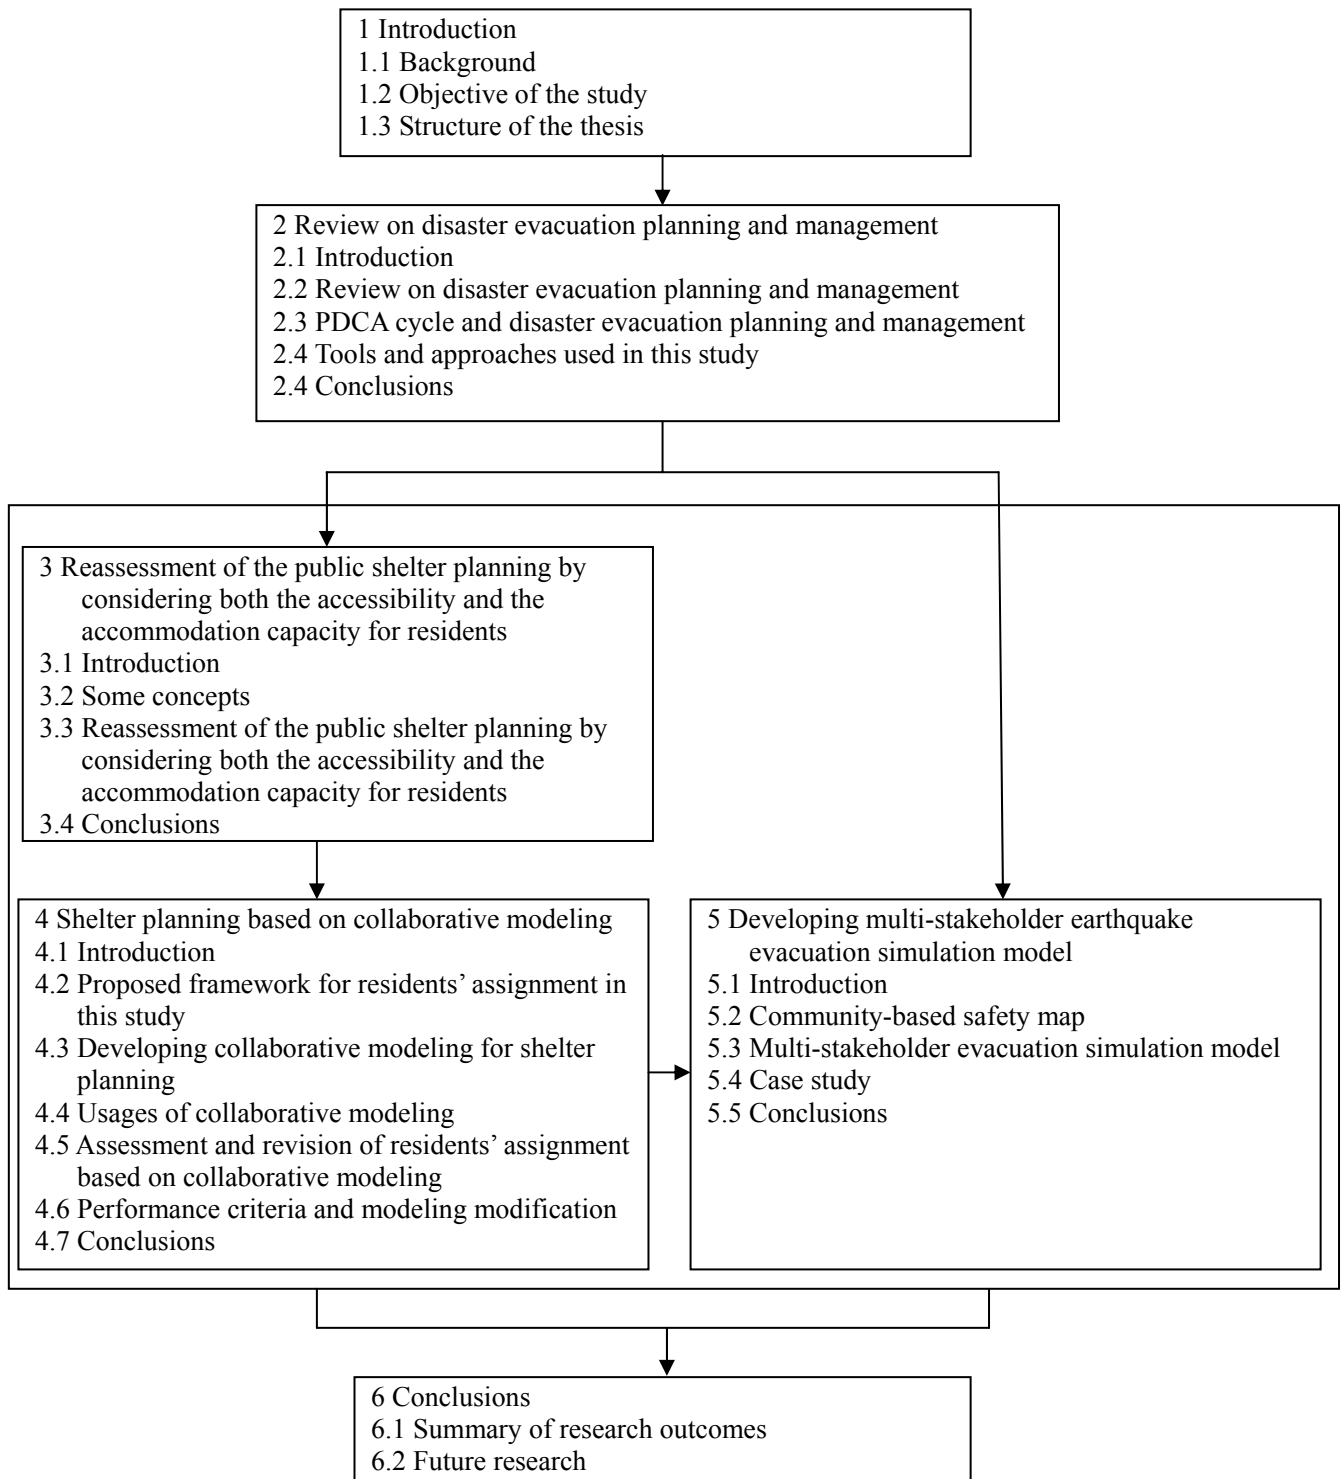 1 Introduction
1.1 Background
1.2 Objective of the study
1.3 Structure of the thesis
2 Review on disaster evacuation planning and management
2.1 Introduction
2.2 Review on disaster evacuation planning and management
2.3 PDCA cycle and disaster evacuation planning and management
2.4 Tools and approaches used in this study
2.4 Conclusions
3 Reassessment of the public shelter planning by
considering both the accessibility and the
accommodation capacity for residents
3.1 Introduction
3.2 Some concepts
3.3 Reassessment of the public shelter planning by
considering both the accessibility and the
accommodation capacity for residents
3.4 Conclusions
4 Shelter planning based on collaborative modeling
4.1 Introduction
4.2 Proposed framework for residents’ assignment in
this study
4.3 Developing collaborative modeling for shelter
planning
4.4 Usages of collaborative modeling
4.5 Assessment and revision of residents’ assignment
based on collaborative modeling
4.6 Performance criteria and modeling modification
4.7 Conclusions
5 Developing multi-stakeholder earthquake
evacuation simulation model
5.1 Introduction
5.2 Community-based safety map
5.3 Multi-stakeholder evacuation simulation model
5.4 Case study
5.5 Conclusions
6 Conclusions
6.1 Summary of research outcomes
6.2 Future research